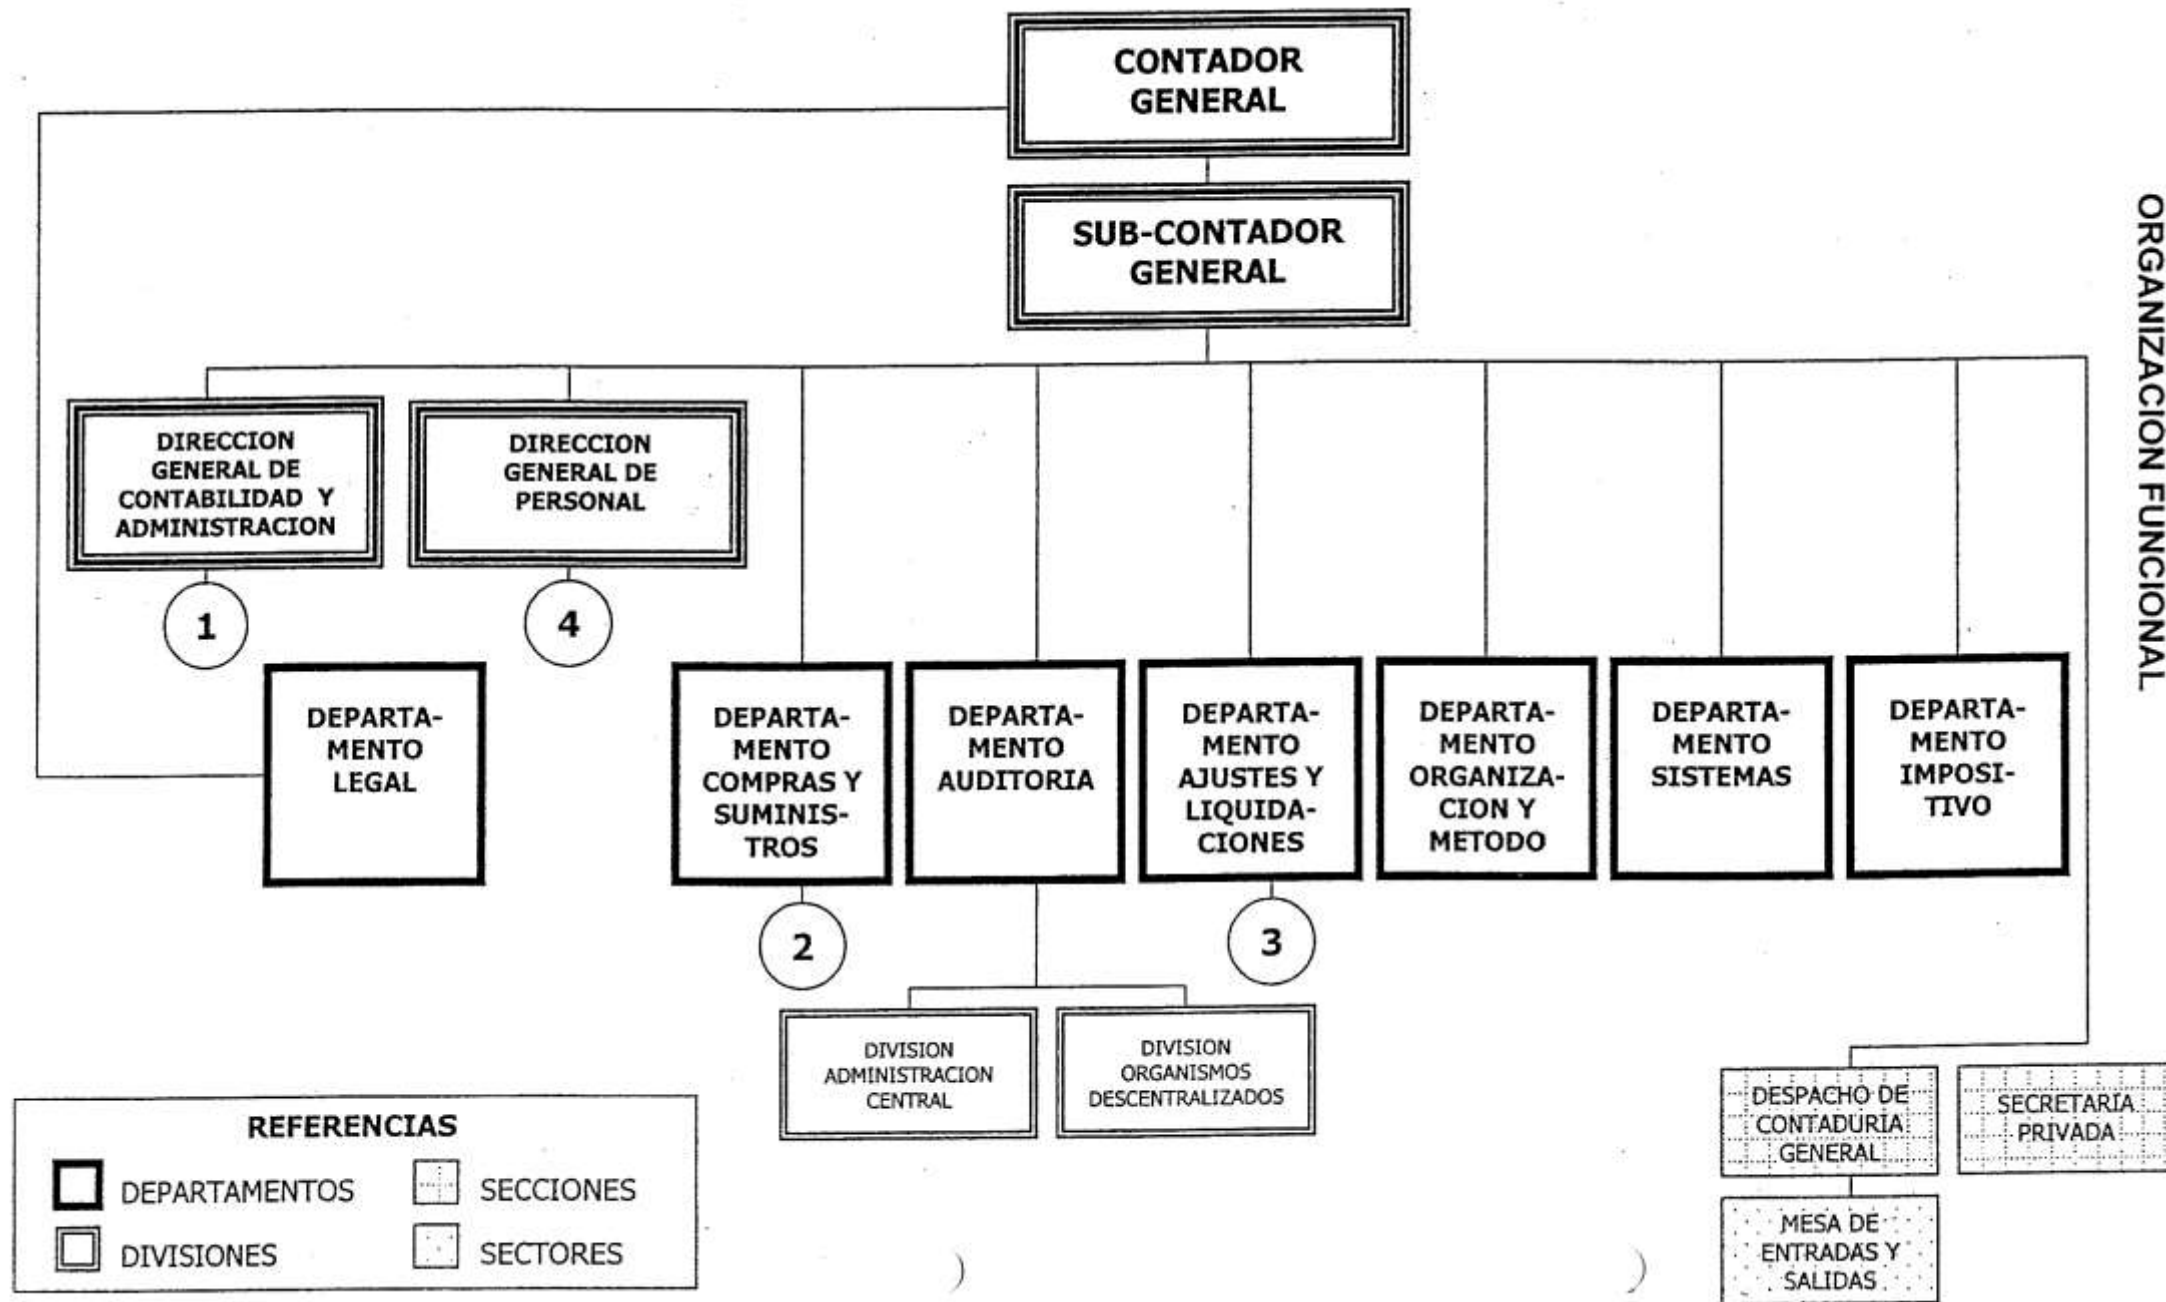 CONTADOR
GENERAL
SUB-CONTADOR
GENERAL
ORGANIZACION FUNCIONAL
DIRECCION
GENERAL DE
CONTABILIDAD Y
ADMINISTRACION
DIRECCION
GENERAL DE
PERSONAL
1
4
DEPARTA-
MENTO
LEGAL
DEPARTA-
MENTO
COMPRAS Y
SUMINIS-
TROS
DEPARTA-
MENTO
AUDITORIA
DEPARTA-
MENTO
AJUSTES Y
LIQUIDA-
CIONES
DEPARTA-
MENTO
ORGANIZA-
CION Y
METODO
DEPARTA-
MENTO
SISTEMAS
DEPARTA-
MENTO
IMPOSI-
TIVO
2
3
DIVISION
ADMINISTRACION
CENTRAL
DIVISION
ORGANISMOS
DESCENTRALIZADOS
DESPACHO DE
CONTADURIA
GENERAL
SECRETARIA
PRIVADA
MESA DE
ENTRADAS Y
SALIDAS
REFERENCIAS
DEPARTAMENTOS
SECCIONES
DIVISIONES
SECTORES